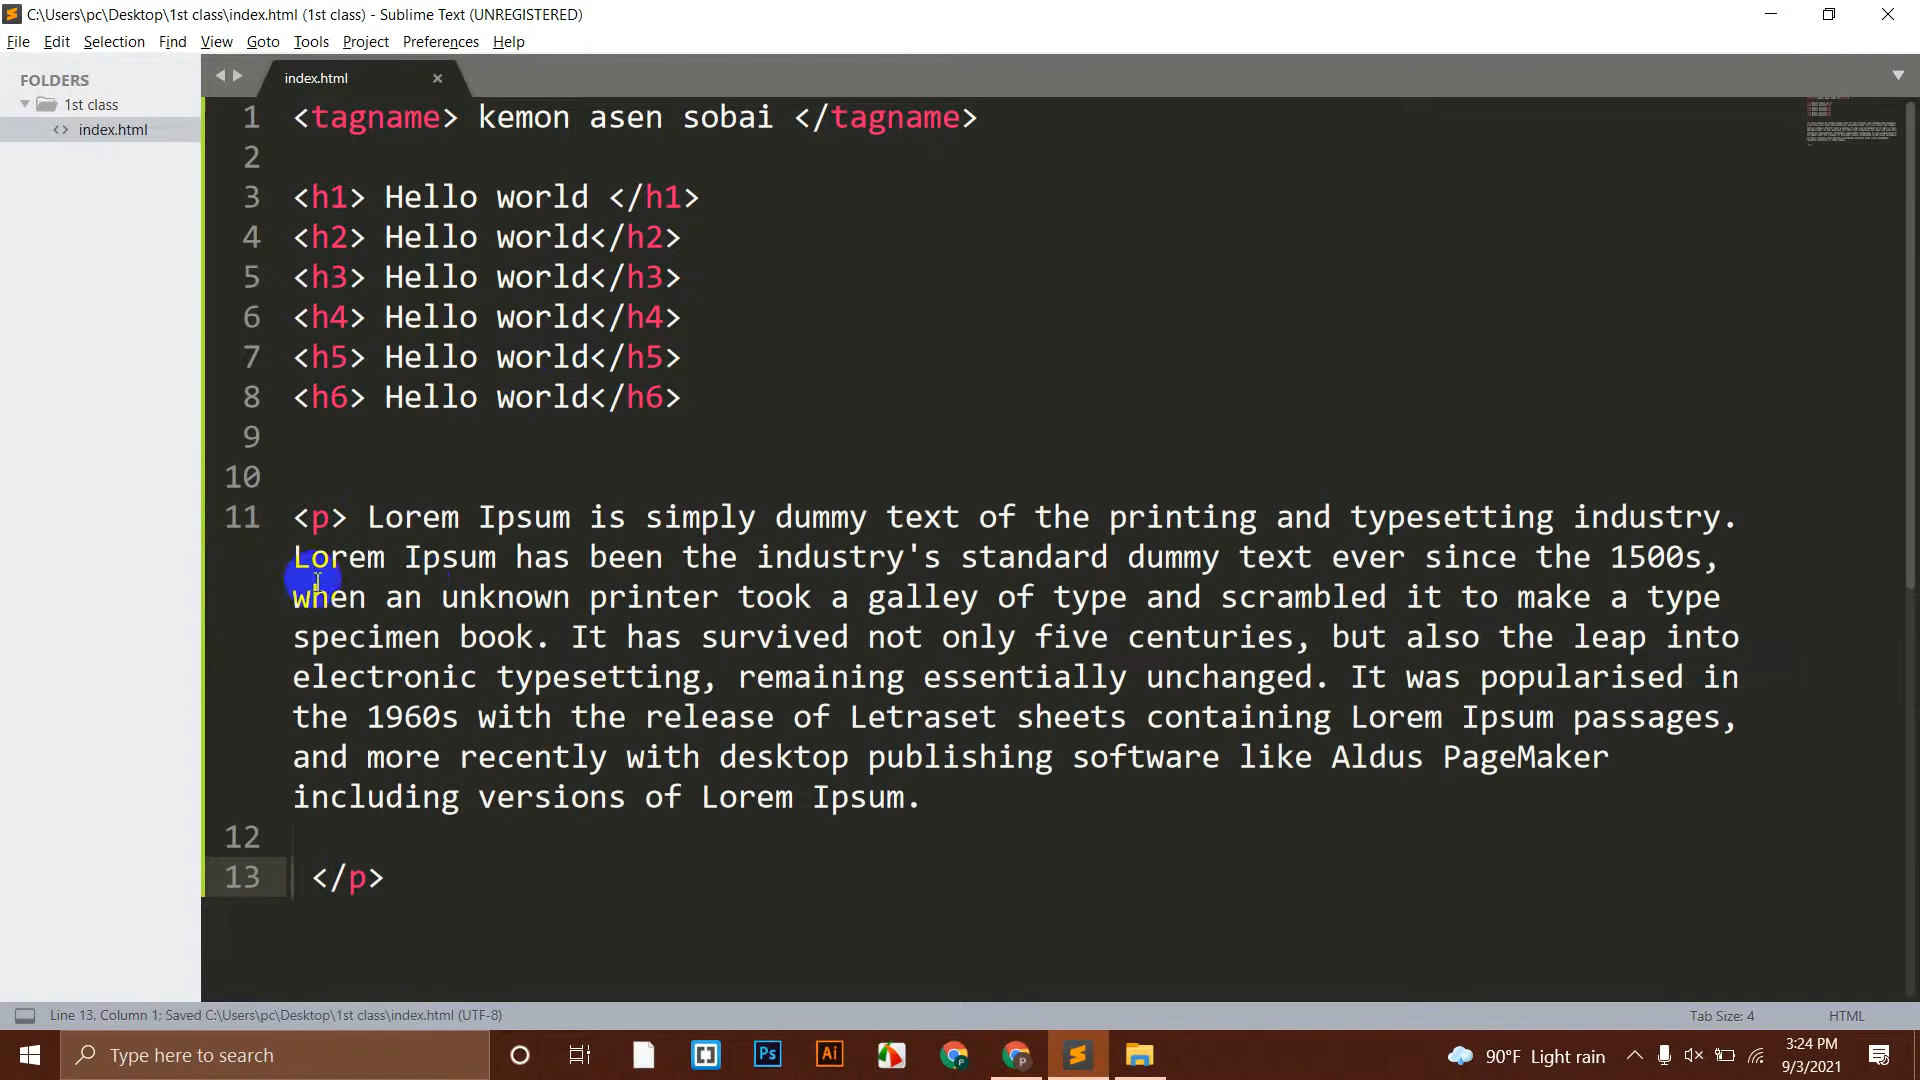 C:\Users\pc\Desktop\1st class\index.html (1st class) - Sublime Text (UNREGISTERED)
File Edit Selection Find View Goto Tools Project Preferences Help
FOLDERS
1st class
<> index.html
index.html ×
1 <tagname> kemon asen sobai </tagname>
2
3 <h1> Hello world </h1>
4 <h2> Hello world</h2>
5 <h3> Hello world</h3>
6 <h4> Hello world</h4>
7 <h5> Hello world</h5>
8 <h6> Hello world</h6>
9
10
11 <p> Lorem Ipsum is simply dummy text of the printing and typesetting industry.
Lorem Ipsum has been the industry's standard dummy text ever since the 1500s,
when an unknown printer took a galley of type and scrambled it to make a type
specimen book. It has survived not only five centuries, but also the leap into
electronic typesetting, remaining essentially unchanged. It was popularised in
the 1960s with the release of Letraset sheets containing Lorem Ipsum passages,
and more recently with desktop publishing software like Aldus PageMaker
including versions of Lorem Ipsum.
12
13 </p>
Line 13, Column 1; Saved C:\Users\pc\Desktop\1st class\index.html (UTF-8) Tab Size: 4 HTML
Type here to search Ps Ai 90°F Light rain 3:24 PM
9/3/2021